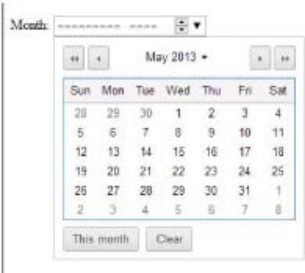 Month: --------- ----
May 2013
Sun Mon Tue Wed Thu Fri Sat
28 29 30 1 2 3 4
5 6 7 8 9 10 11
12 13 14 15 16 17 18
19 20 21 22 23 24 25
26 27 28 29 30 31 1
2 3 4 5 6 7 8
This month Clear